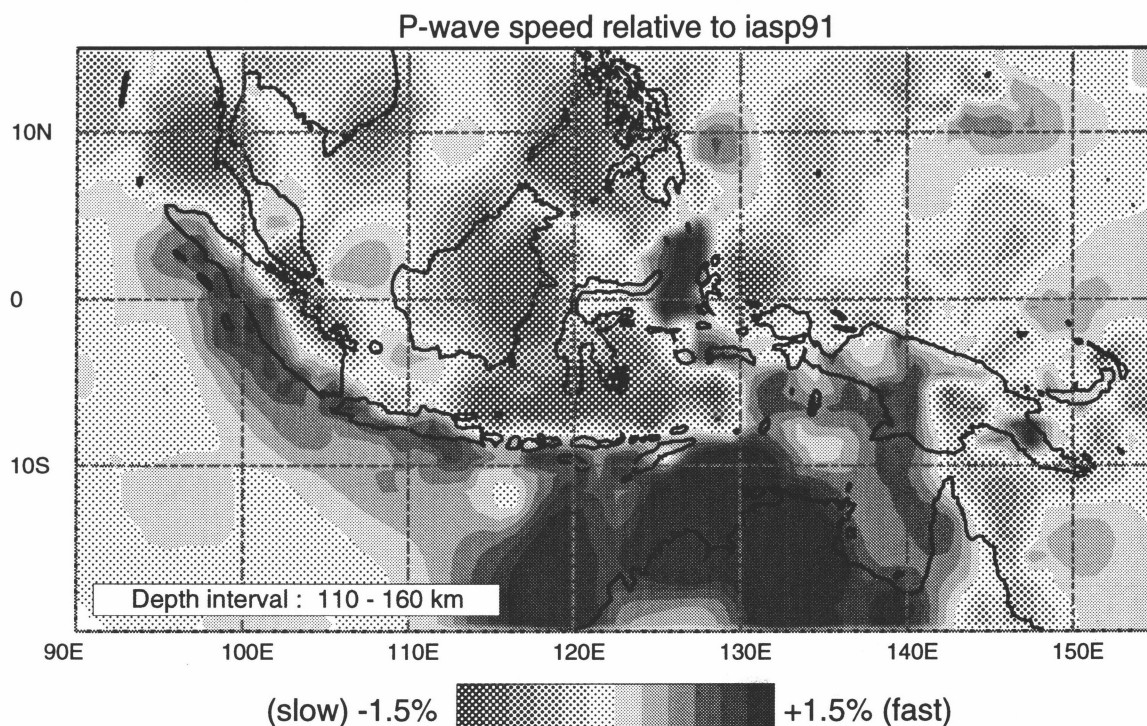 P-wave speed relative to iasp91
10N
0
10S
Depth interval : 110 - 160 km
90E 100E 110E 120E 130E 140E 150E
(slow) -1.5% +1.5% (fast)